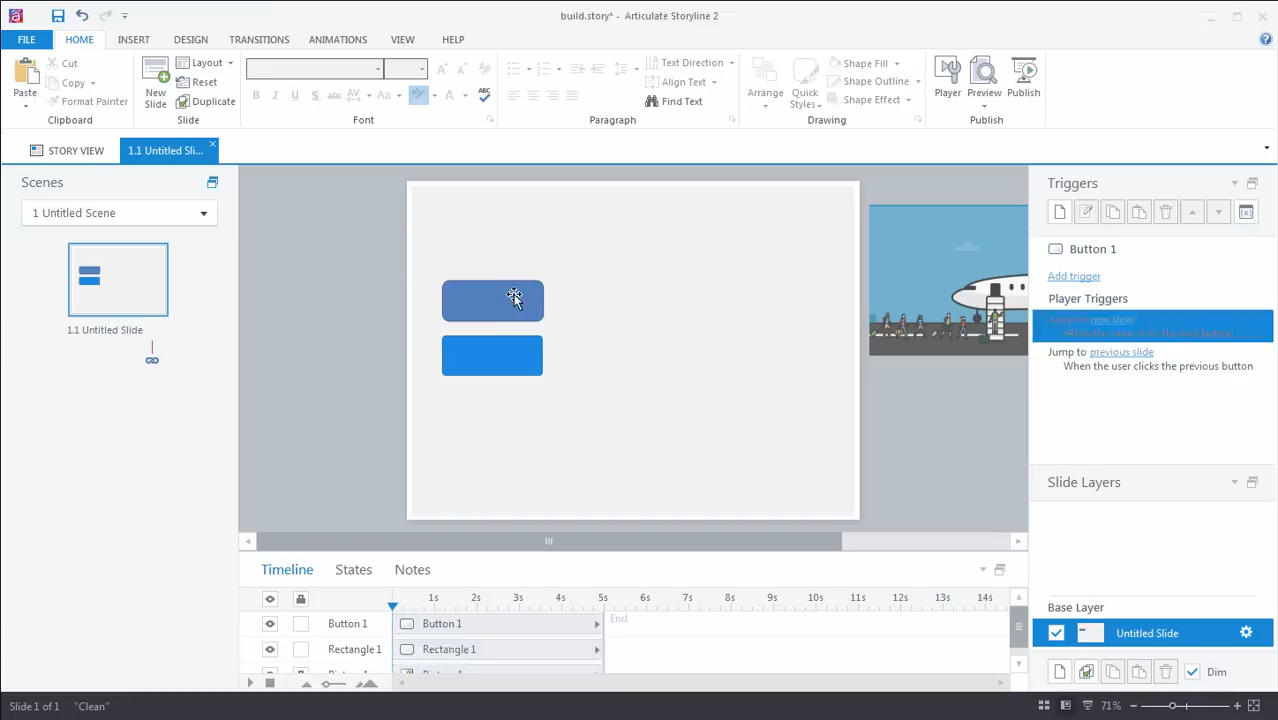 build.story* - Articulate Storyline 2
FILE HOME INSERT DESIGN TRANSITIONS ANIMATIONS VIEW HELP
Paste
Cut
Copy
Format Painter
Clipboard
New Slide
Layout
Reset
Duplicate
Slide
Font
Text Direction
Align Text
Find Text
Paragraph
Arrange
Quick Styles
Shape Fill
Shape Outline
Shape Effect
Drawing
Player
Preview
Publish
Publish
STORY VIEW
1.1 Untitled Sli...
Scenes
1 Untitled Scene
1.1 Untitled Slide
Triggers
Button 1
Add trigger
Player Triggers
Jump to previous slide
When the user clicks the previous button
Slide Layers
Base Layer
Untitled Slide
Dim
Timeline States Notes
1s 2s 3s 4s 5s 6s 7s 8s 9s 10s 11s 12s 13s 14s
Button 1 Button 1 End
Rectangle 1 Rectangle 1
Slide 1 of 1 "Clean" 71%